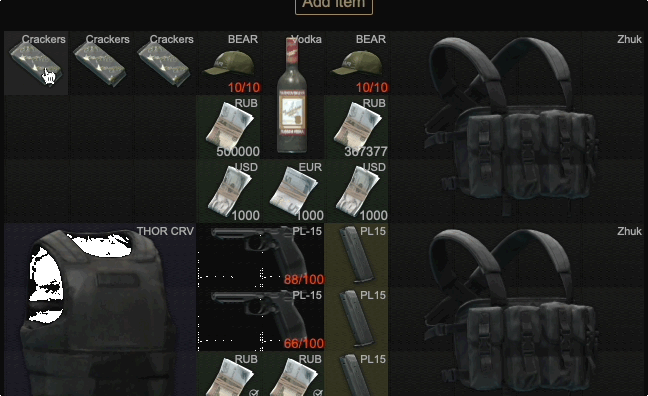 Add item
Crackers
Crackers
Crackers
BEAR
10/10
Vodka
BEAR
10/10
Zhuk
RUB
500000
RUB
367377
USD
1000
EUR
1000
USD
1000
THOR CRV
PL-15
88/100
PL15
Zhuk
PL-15
66/100
PL15
RUB
RUB
PL15